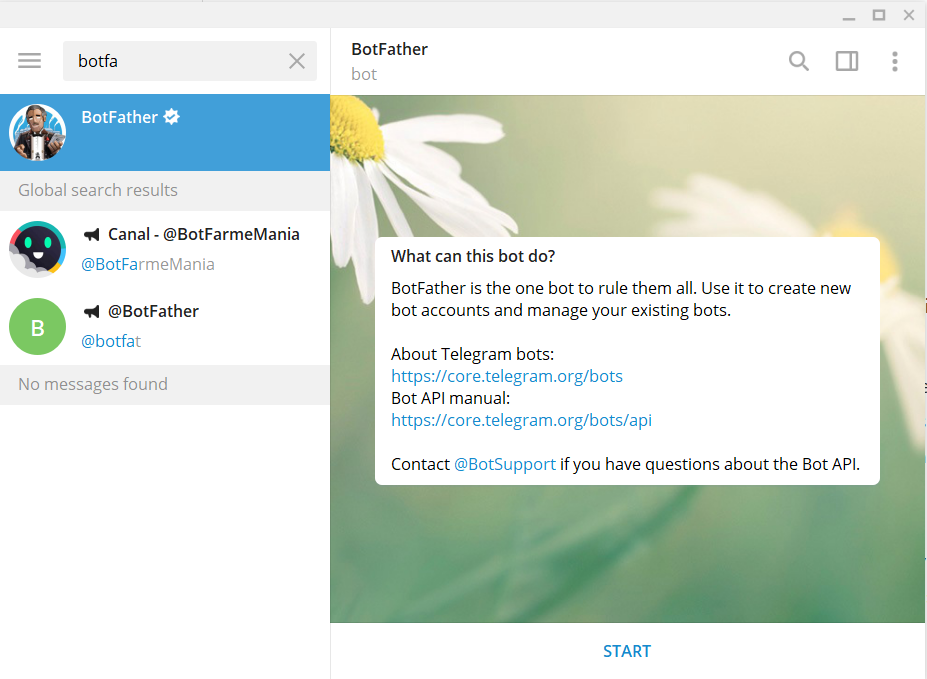 botfa
BotFather
Global search results
Canal - @BotFarmeMania
@BotFarmeMania
B
@BotFather
@botfat
No messages found
BotFather
bot
What can this bot do?
BotFather is the one bot to rule them all. Use it to create new
bot accounts and manage your existing bots.
About Telegram bots:
https://core.telegram.org/bots
Bot API manual:
https://core.telegram.org/bots/api
Contact @BotSupport if you have questions about the Bot API.
START